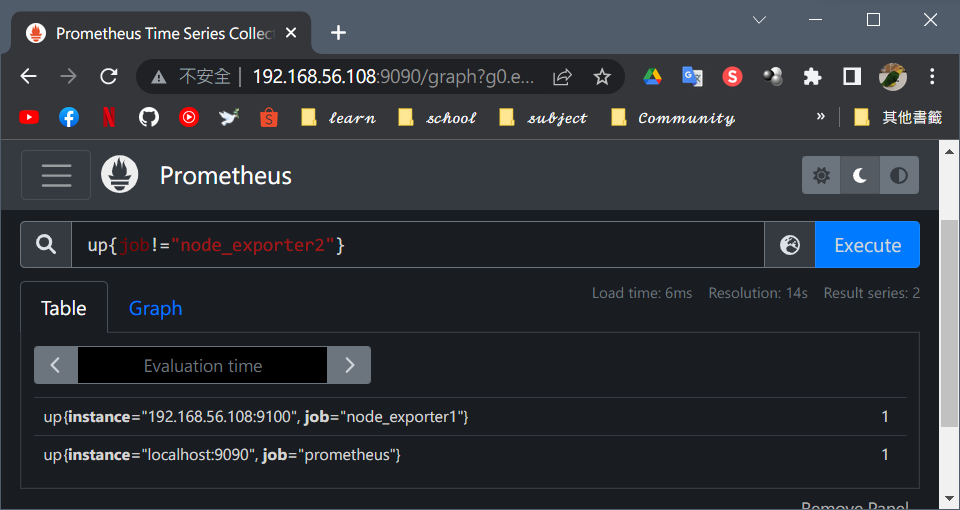 Prometheus Time Series Collec
不安全 | 192.168.56.108:9090/graph?g0.e...
learn school subject Community » 其他書籤
Prometheus
up{job!="node_exporter2"} Execute
Table Graph Load time: 6ms Resolution: 14s Result series: 2
Evaluation time
up{instance="192.168.56.108:9100", job="node_exporter1"} 1
up{instance="localhost:9090", job="prometheus"} 1
Remove Panel